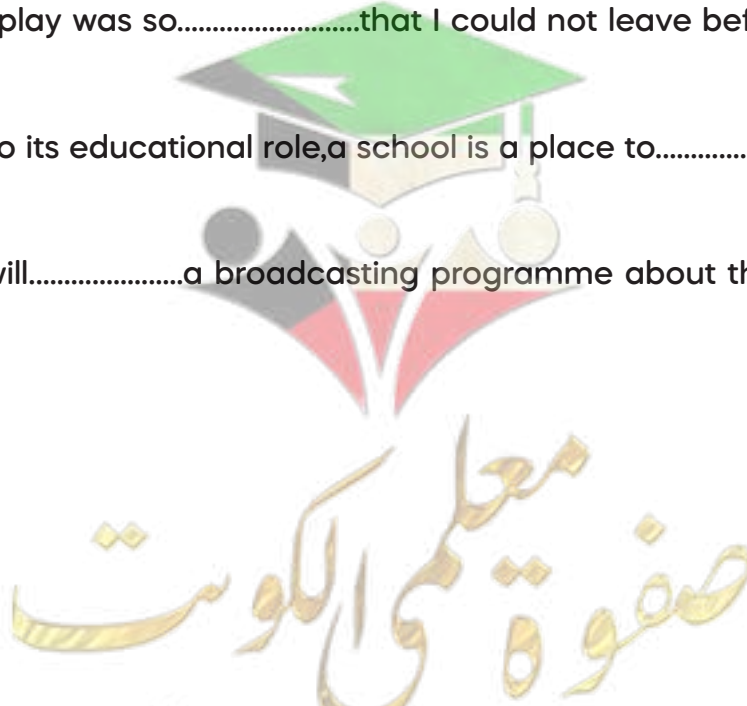 play was so..........................that I could not leave bef
o its educational role,a school is a place to.............
vill......................a broadcasting programme about th
صفوة معلمى الكويت